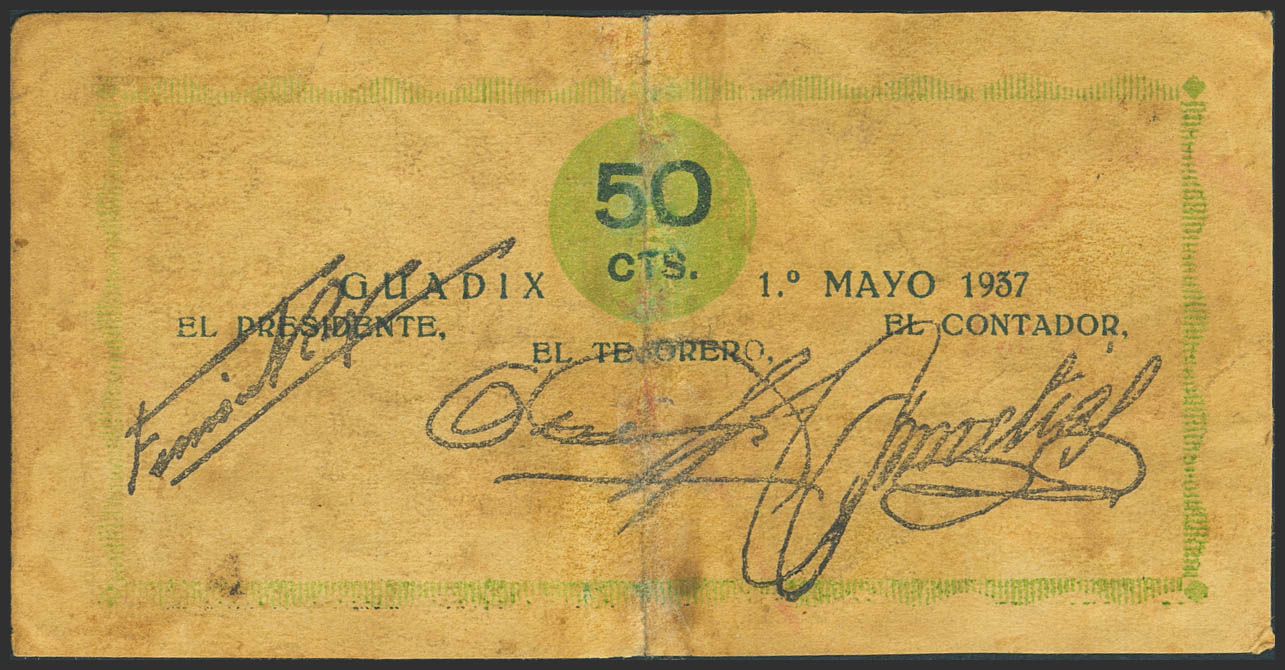 50
CTS.
GUADIX 1.º MAYO 1937
EL PRESIDENTE, EL CONTADOR,
EL TESORERO,